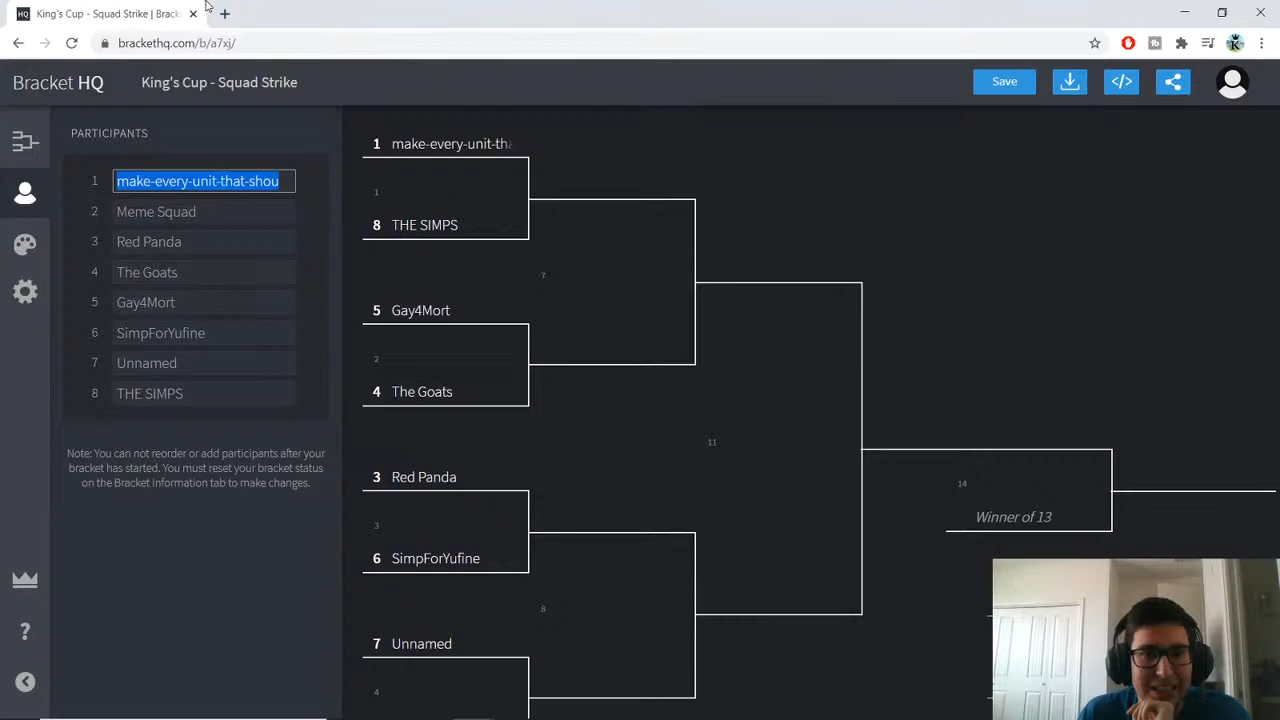 HQ King's Cup - Squad Strike | Brack
brackethq.com/b/a7xj/
Bracket HQ
King's Cup - Squad Strike
Save
PARTICIPANTS
1 make-every-unit-that-shou
2 Meme Squad
3 Red Panda
4 The Goats
5 Gay4Mort
6 SimpForYufine
7 Unnamed
8 THE SIMPS
Note: You can not reorder or add participants after your
bracket has started. You must reset your bracket status
on the Bracket Information tab to make changes.
1 make-every-unit-tha
1
8 THE SIMPS
7
5 Gay4Mort
2
4 The Goats
11
3 Red Panda
3
6 SimpForYufine
8
7 Unnamed
4
14
Winner of 13